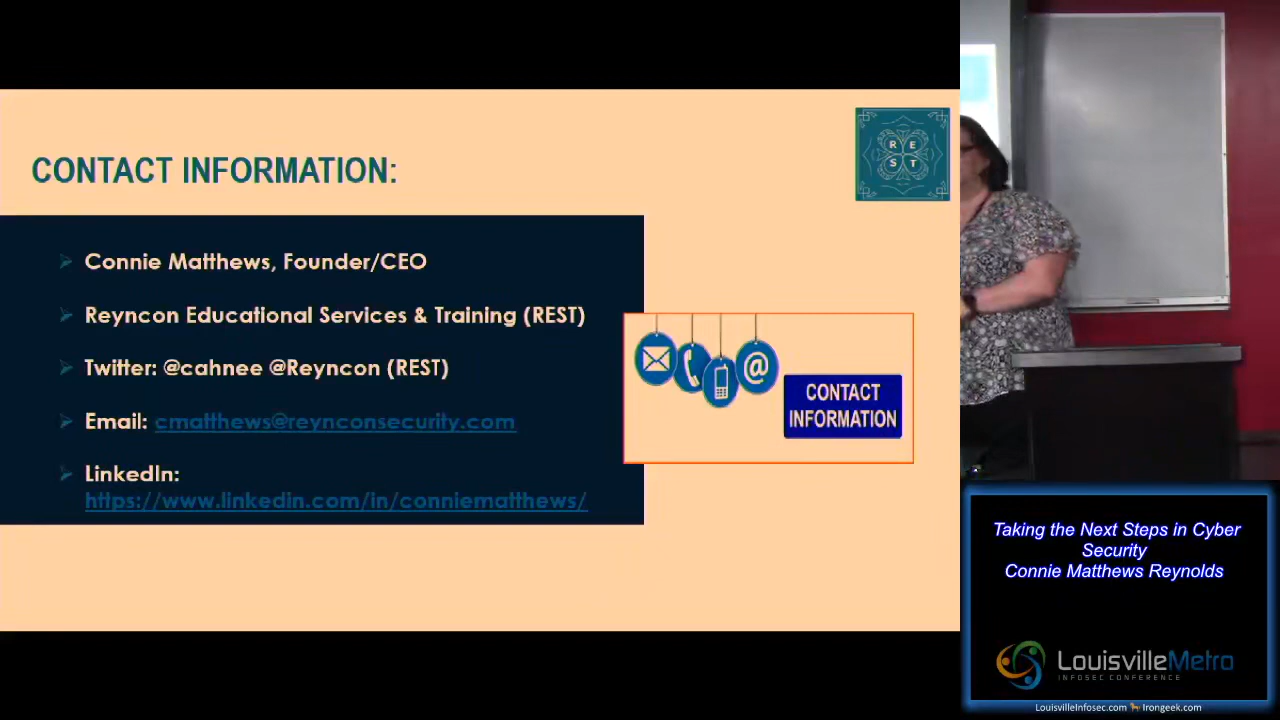 CONTACT INFORMATION:
R E
S T
Connie Matthews, Founder/CEO
Reyncon Educational Services & Training (REST)
Twitter: @cahnee @Reyncon (REST)
Email: cmatthews@reynconsecurity.com
LinkedIn:
https://www.linkedin.com/in/conniematthews/
@
CONTACT
INFORMATION
Taking the Next Steps in Cyber
Security
Connie Matthews Reynolds
LouisvilleMetro
INFOSEC CONFERENCE
LouisvilleInfosec.com Irongeek.com